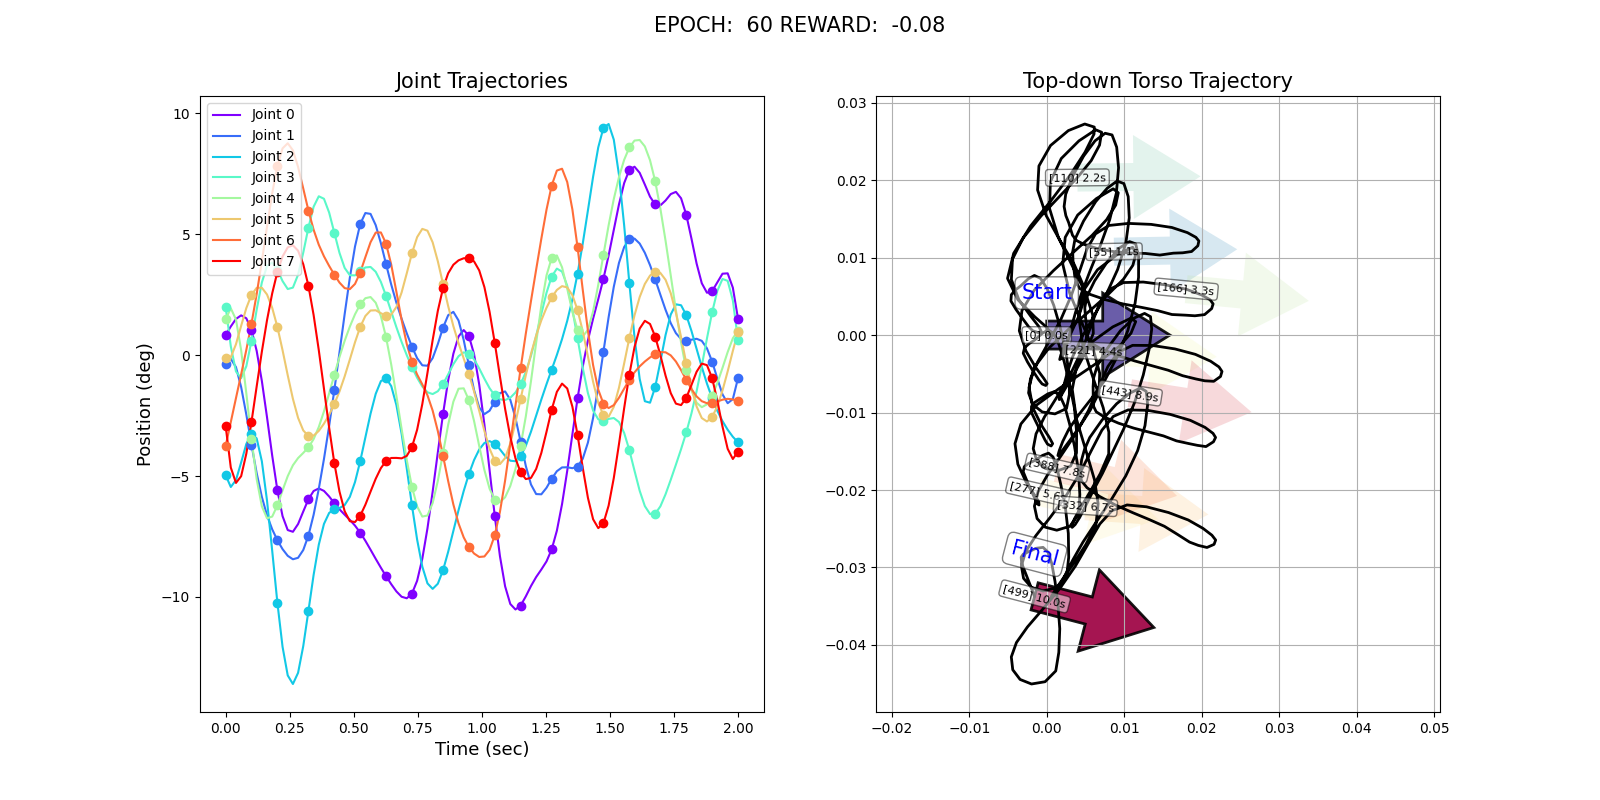 EPOCH:  60 REWARD:  -0.08
Joint Trajectories
Joint 0
Joint 1
Joint 2
Joint 3
Joint 4
Joint 5
Joint 6
Joint 7
Position (deg)
10
5
0
−5
−10
0.00 0.25 0.50 0.75 1.00 1.25 1.50 1.75 2.00
Time (sec)
Top-down Torso Trajectory
0.03
0.02
0.01
0.00
−0.01
−0.02
−0.03
−0.04
[110] 2.2s
[55] 1.1s
[166] 3.3s
Start
[0] 0.0s
[221] 4.4s
[443] 8.9s
[388] 7.8s
[277] 5.6s
[332] 6.7s
Final
[499] 10.0s
−0.02 −0.01 0.00 0.01 0.02 0.03 0.04 0.05